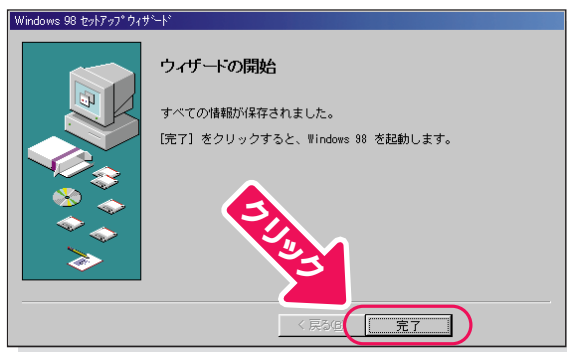 Windows 98 ｾｯﾄｱｯﾌﾟ ｳｨｻﾞｰﾄﾞ
ウィザードの開始
すべての情報が保存されました。
[完了] をクリックすると、Windows 98 を起動します。
クリック
< 戻る(B)
完了